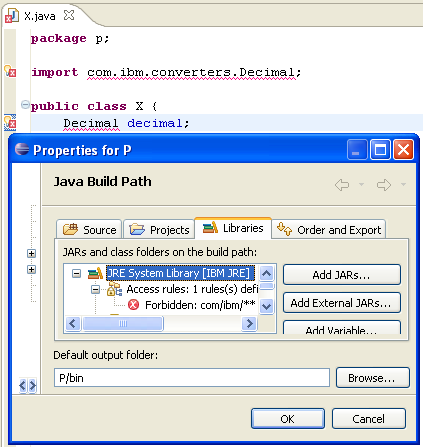 X.java
package p;
import com.ibm.converters.Decimal;
public class X {
Decimal decimal;
Properties for P
Java Build Path
Source Projects Libraries Order and Export
JARs and class folders on the build path:
JRE System Library [IBM JRE]
Access rules: 1 rules(s) defi
Forbidden: com/ibm/**
Add JARs...
Add External JARs...
Add Variable...
Default output folder:
P/bin
Browse...
OK Cancel